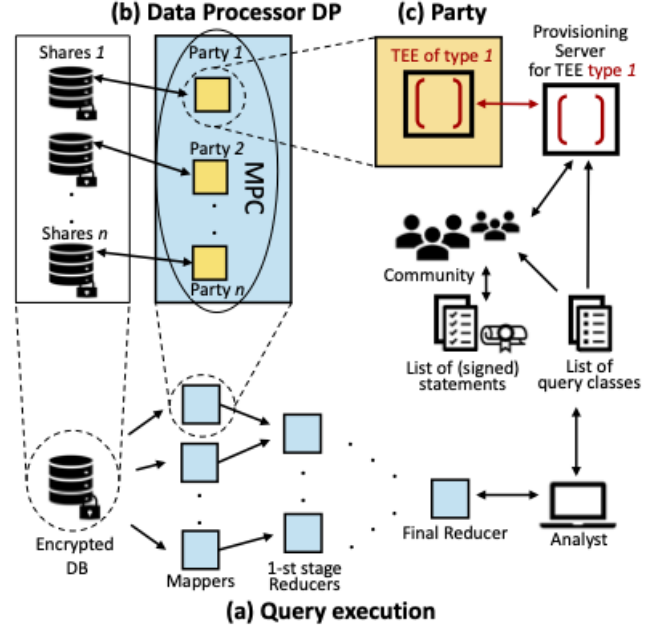 (b) Data Processor DP
(c) Party
Shares 1
Shares n
Party 1
Party 2
Party n
MPC
TEE of type 1
Provisioning
Server
for TEE type 1
Community
List of (signed)
statements
List of
query classes
Encrypted
DB
Mappers
1-st stage
Reducers
Final Reducer
Analyst
(a) Query execution